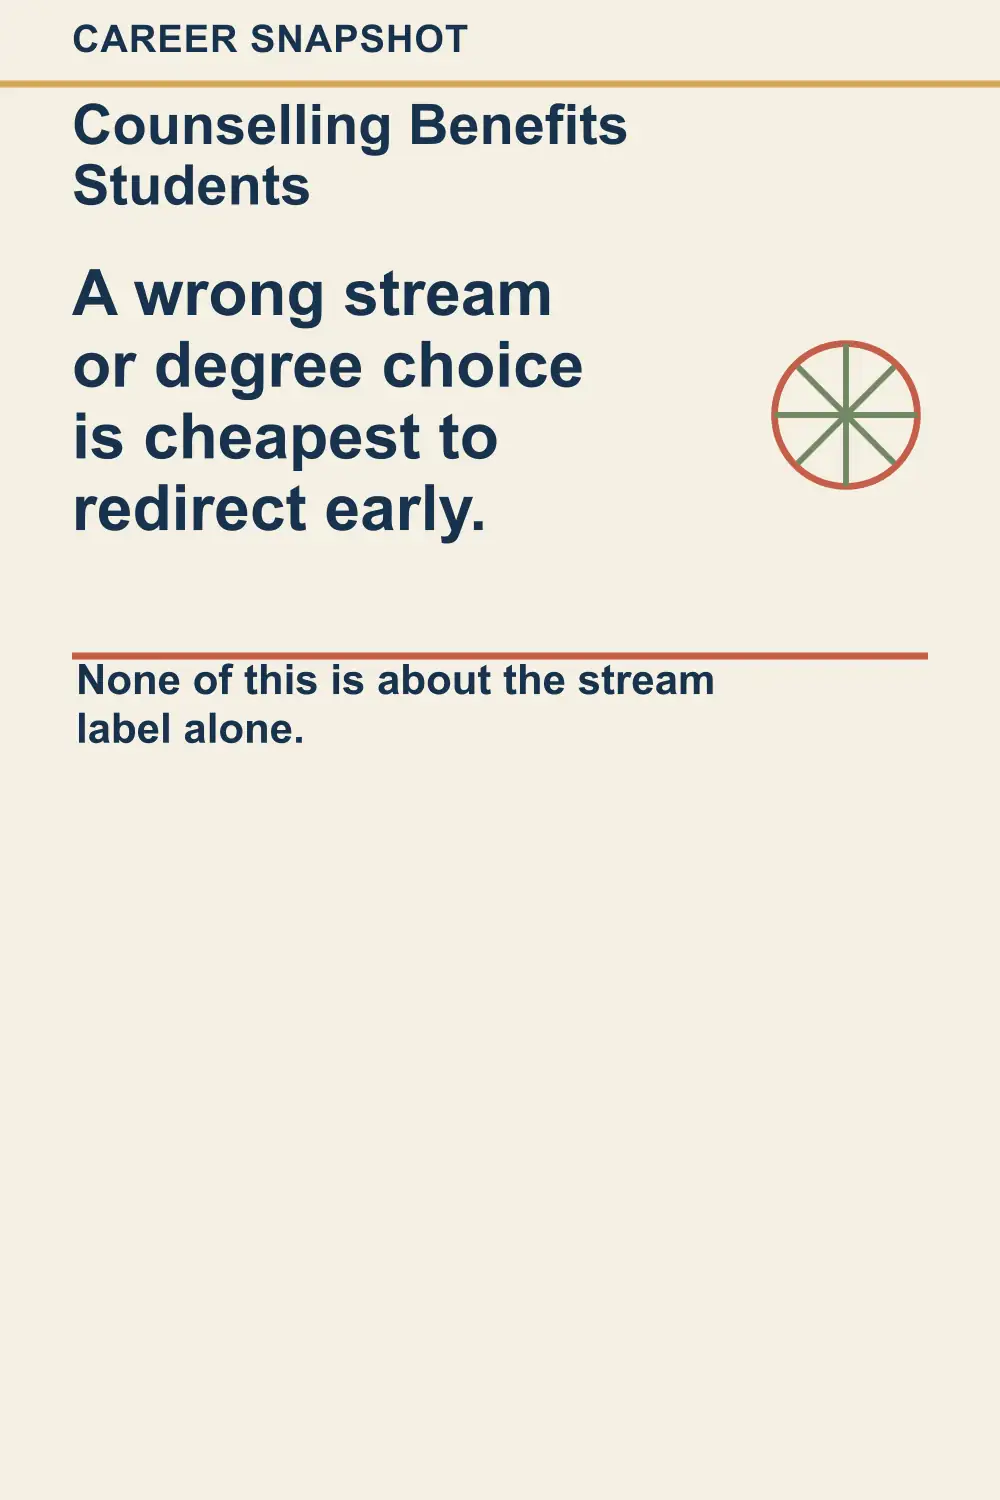 CAREER SNAPSHOT
Counselling Benefits
Students
A wrong stream
or degree choice
is cheapest to
redirect early.
None of this is about the stream
label alone.